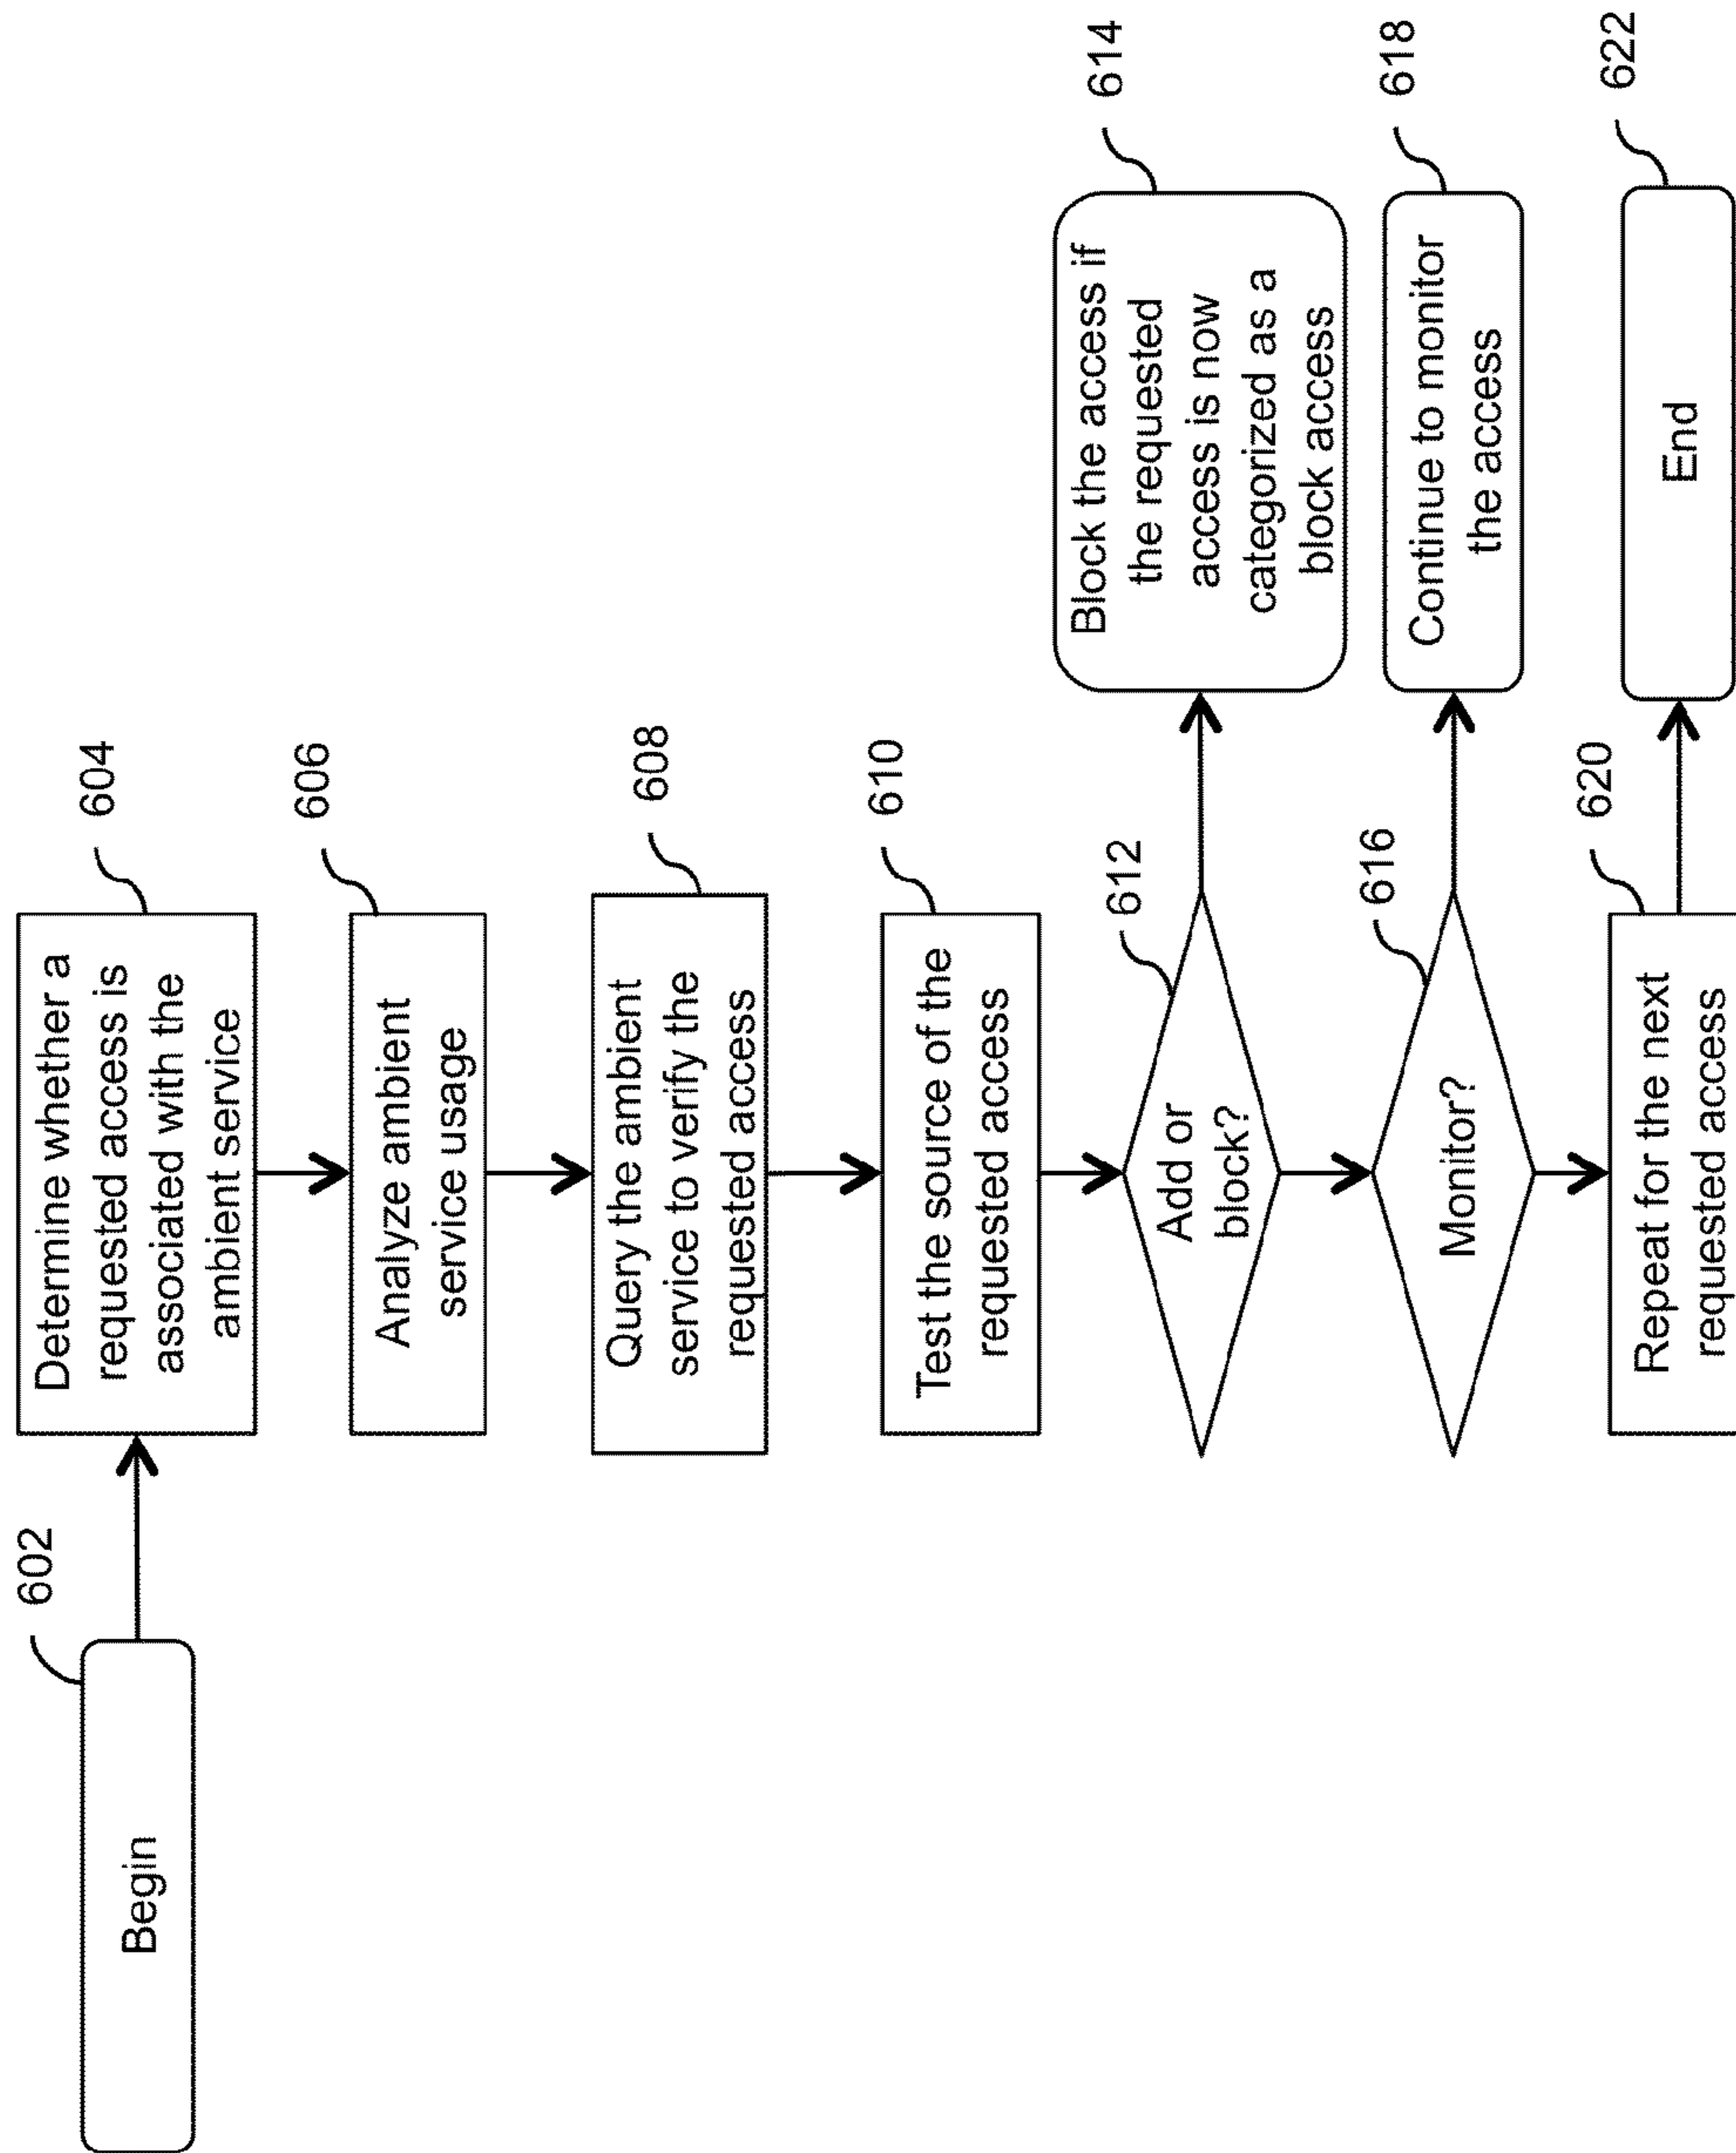 602
Begin
604
Determine whether a
requested access is
associated with the
ambient service
606
Analyze ambient
service usage
608
Query the ambient
service to verify the
requested access
610
Test the source of the
requested access
612
Add or
block?
614
Block the access if
the requested
access is now
categorized as a
block access
616
Monitor?
618
Continue to monitor
the access
620
Repeat for the next
requested access
622
End